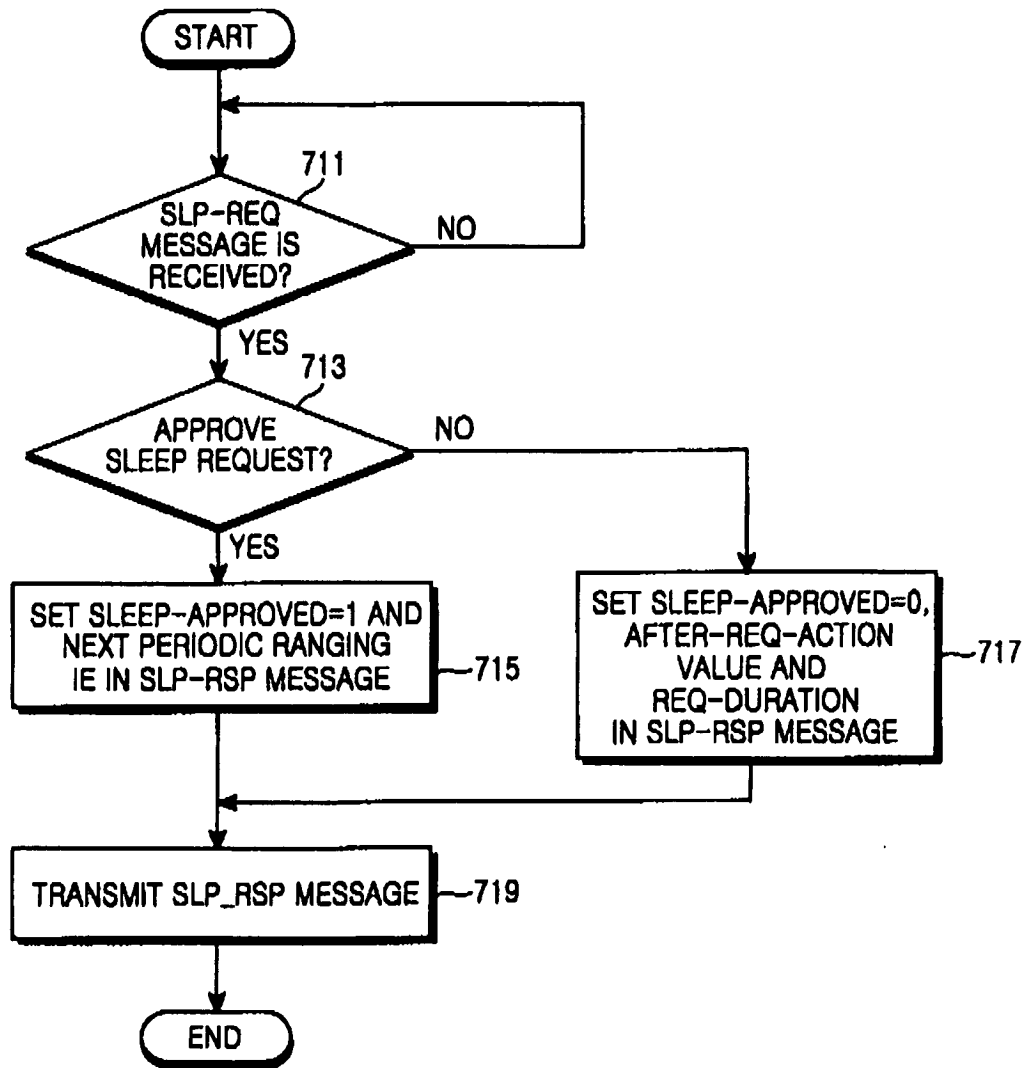 START
711
SLP-REQ
MESSAGE IS
RECEIVED?
NO
YES
713
APPROVE
SLEEP REQUEST?
NO
YES
SET SLEEP-APPROVED=1 AND
NEXT PERIODIC RANGING
IE IN SLP-RSP MESSAGE
715
SET SLEEP-APPROVED=0,
AFTER-REQ-ACTION
VALUE AND
REQ-DURATION
IN SLP-RSP MESSAGE
717
TRANSMIT SLP_RSP MESSAGE
719
END